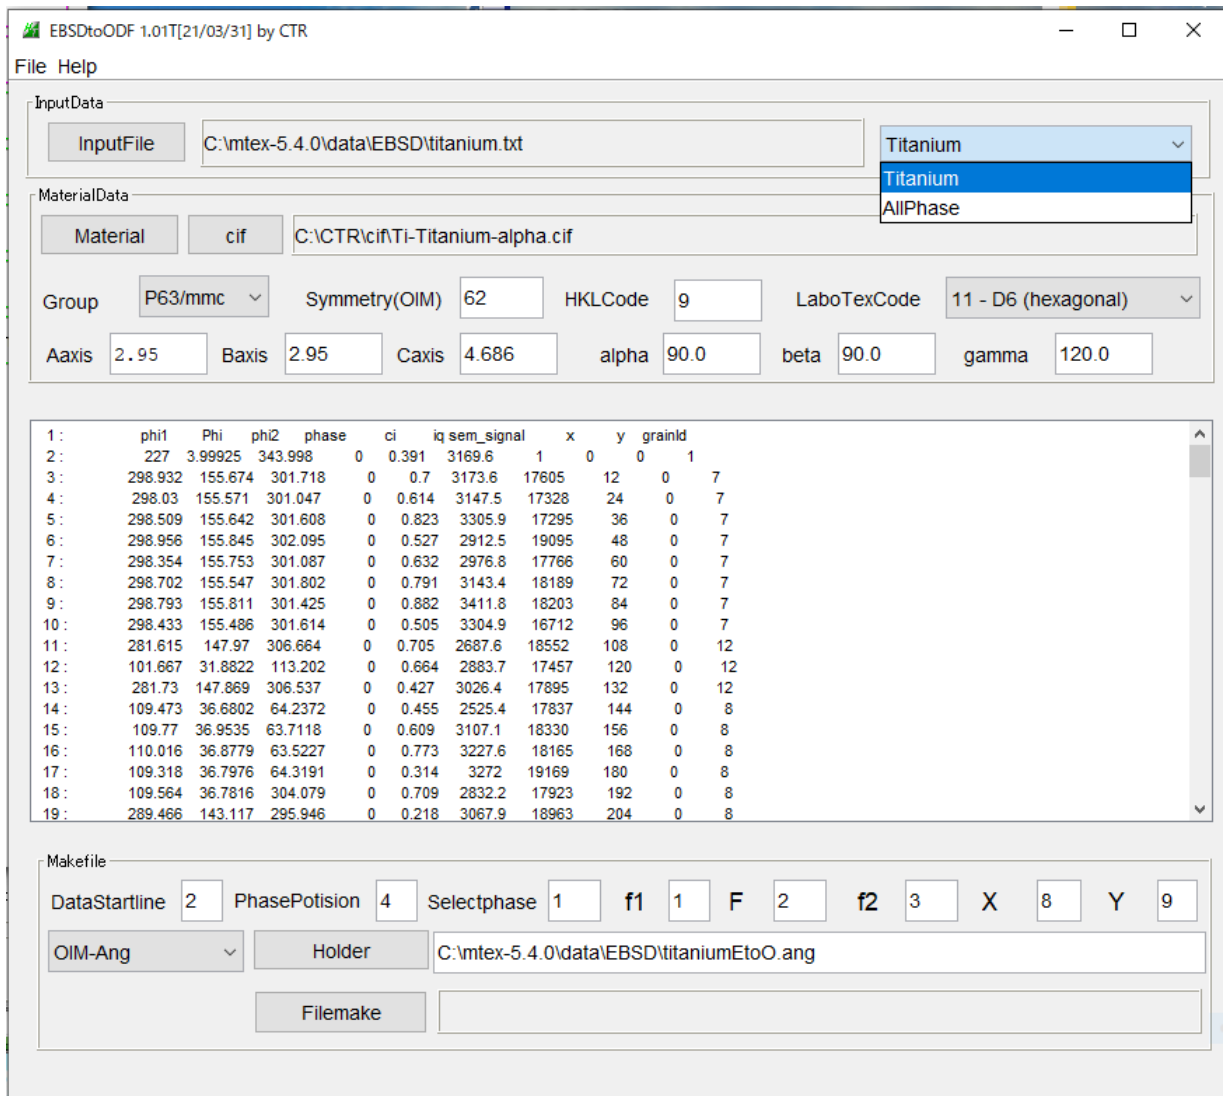 EBSDtoODF 1.01T[21/03/31] by CTR
File Help
InputData
InputFile C:\mtex-5.4.0\data\EBSD\titanium.txt Titanium
Titanium
AllPhase
MaterialData
Material cif C:\CTR\cif\Ti-Titanium-alpha.cif
Group P63/mmc Symmetry(OIM) 62 HKLCode 9 LaboTexCode 11 - D6 (hexagonal)
Aaxis 2.95 Baxis 2.95 Caxis 4.686 alpha 90.0 beta 90.0 gamma 120.0
1 : phi1 Phi phi2 phase ci iq sem_signal x y grainId
2 : 227 3.99925 343.998 0 0.391 3169.6 1 0 0 1
3 : 298.932 155.674 301.718 0 0.7 3173.6 17605 12 0 7
4 : 298.03 155.571 301.047 0 0.614 3147.5 17328 24 0 7
5 : 298.509 155.642 301.608 0 0.823 3305.9 17295 36 0 7
6 : 298.956 155.845 302.095 0 0.527 2912.5 19095 48 0 7
7 : 298.354 155.753 301.087 0 0.632 2976.8 17766 60 0 7
8 : 298.702 155.547 301.802 0 0.791 3143.4 18189 72 0 7
9 : 298.793 155.811 301.425 0 0.882 3411.8 18203 84 0 7
10 : 298.433 155.486 301.614 0 0.505 3304.9 16712 96 0 7
11 : 281.615 147.97 306.664 0 0.705 2687.6 18552 108 0 12
12 : 101.667 31.8822 113.202 0 0.664 2883.7 17457 120 0 12
13 : 281.73 147.869 306.537 0 0.427 3026.4 17895 132 0 12
14 : 109.473 36.6802 64.2372 0 0.455 2525.4 17837 144 0 8
15 : 109.77 36.9535 63.7118 0 0.609 3107.1 18330 156 0 8
16 : 110.016 36.8779 63.5227 0 0.773 3227.6 18165 168 0 8
17 : 109.318 36.7976 64.3191 0 0.314 3272 19169 180 0 8
18 : 109.564 36.7816 304.079 0 0.709 2832.2 17923 192 0 8
19 : 289.466 143.117 295.946 0 0.218 3067.9 18963 204 0 8
Makefile
DataStartline 2 PhasePotision 4 Selectphase 1 f1 1 F 2 f2 3 X 8 Y 9
OIM-Ang Holder C:\mtex-5.4.0\data\EBSD\titaniumEtoO.ang
Filemake